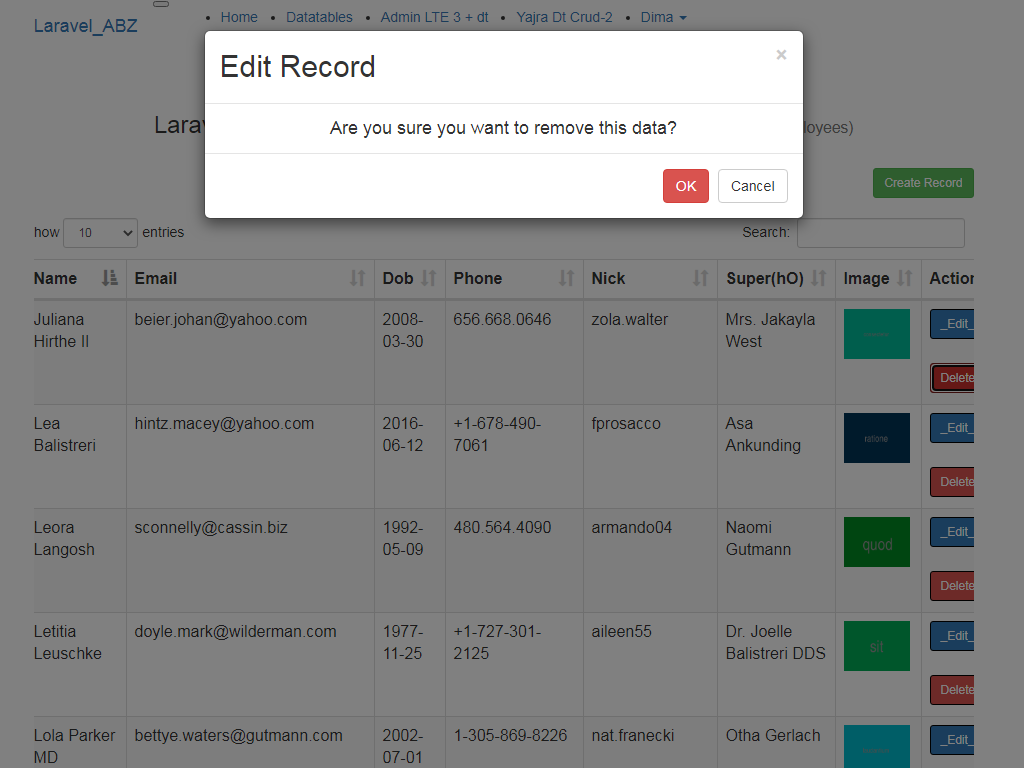 Laravel_ABZ
Home
Datatables
Admin LTE 3 + dt
Yajra Dt Crud-2
Dima
Edit Record
×
Are you sure you want to remove this data?
OK
Cancel
Create Record
how 10 entries
Search:
Name Email Dob Phone Nick Super(hO) Image Action
Juliana beier.johan@yahoo.com 2008- 656.668.0646 zola.walter Mrs. Jakayla _Edit_
Hirthe II 03-30 West
Delete
Lea hintz.macey@yahoo.com 2016- +1-678-490- fprosacco Asa _Edit_
Balistreri 06-12 7061 Ankunding ratione
Delete
Leora sconnelly@cassin.biz 1992- 480.564.4090 armando04 Naomi _Edit_
Langosh 05-09 Gutmann quod
Delete
Letitia doyle.mark@wilderman.com 1977- +1-727-301- aileen55 Dr. Joelle _Edit_
Leuschke 11-25 2125 Balistreri DDS sit
Delete
Lola Parker bettye.waters@gutmann.com 2002- 1-305-869-8226 nat.franecki Otha Gerlach _Edit_
MD 07-01